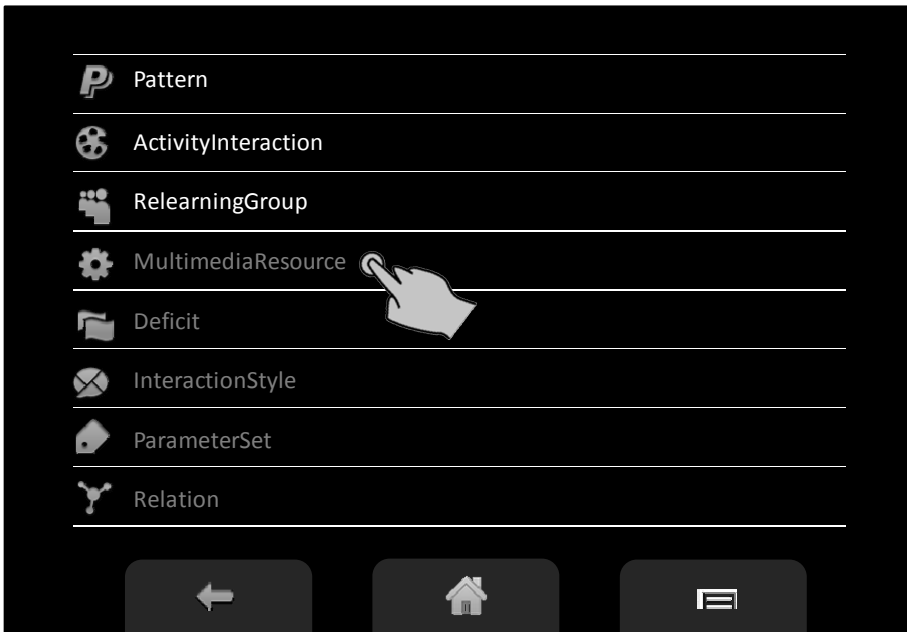 Pattern
ActivityInteraction
RelearningGroup
MultimediaResource
Deficit
InteractionStyle
ParameterSet
Relation